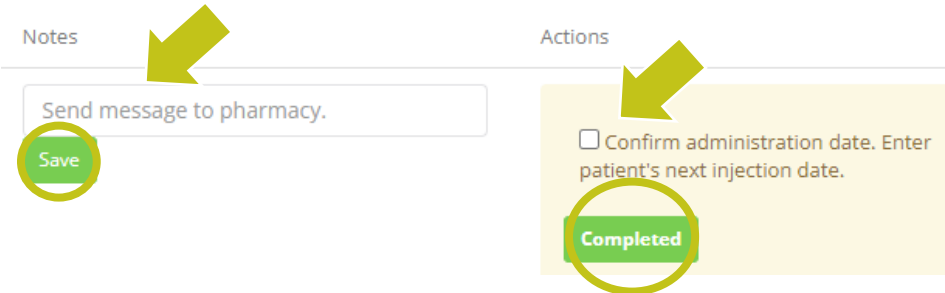 Notes
Actions
Send message to pharmacy.
Save
Confirm administration date. Enter
patient's next injection date.
Completed